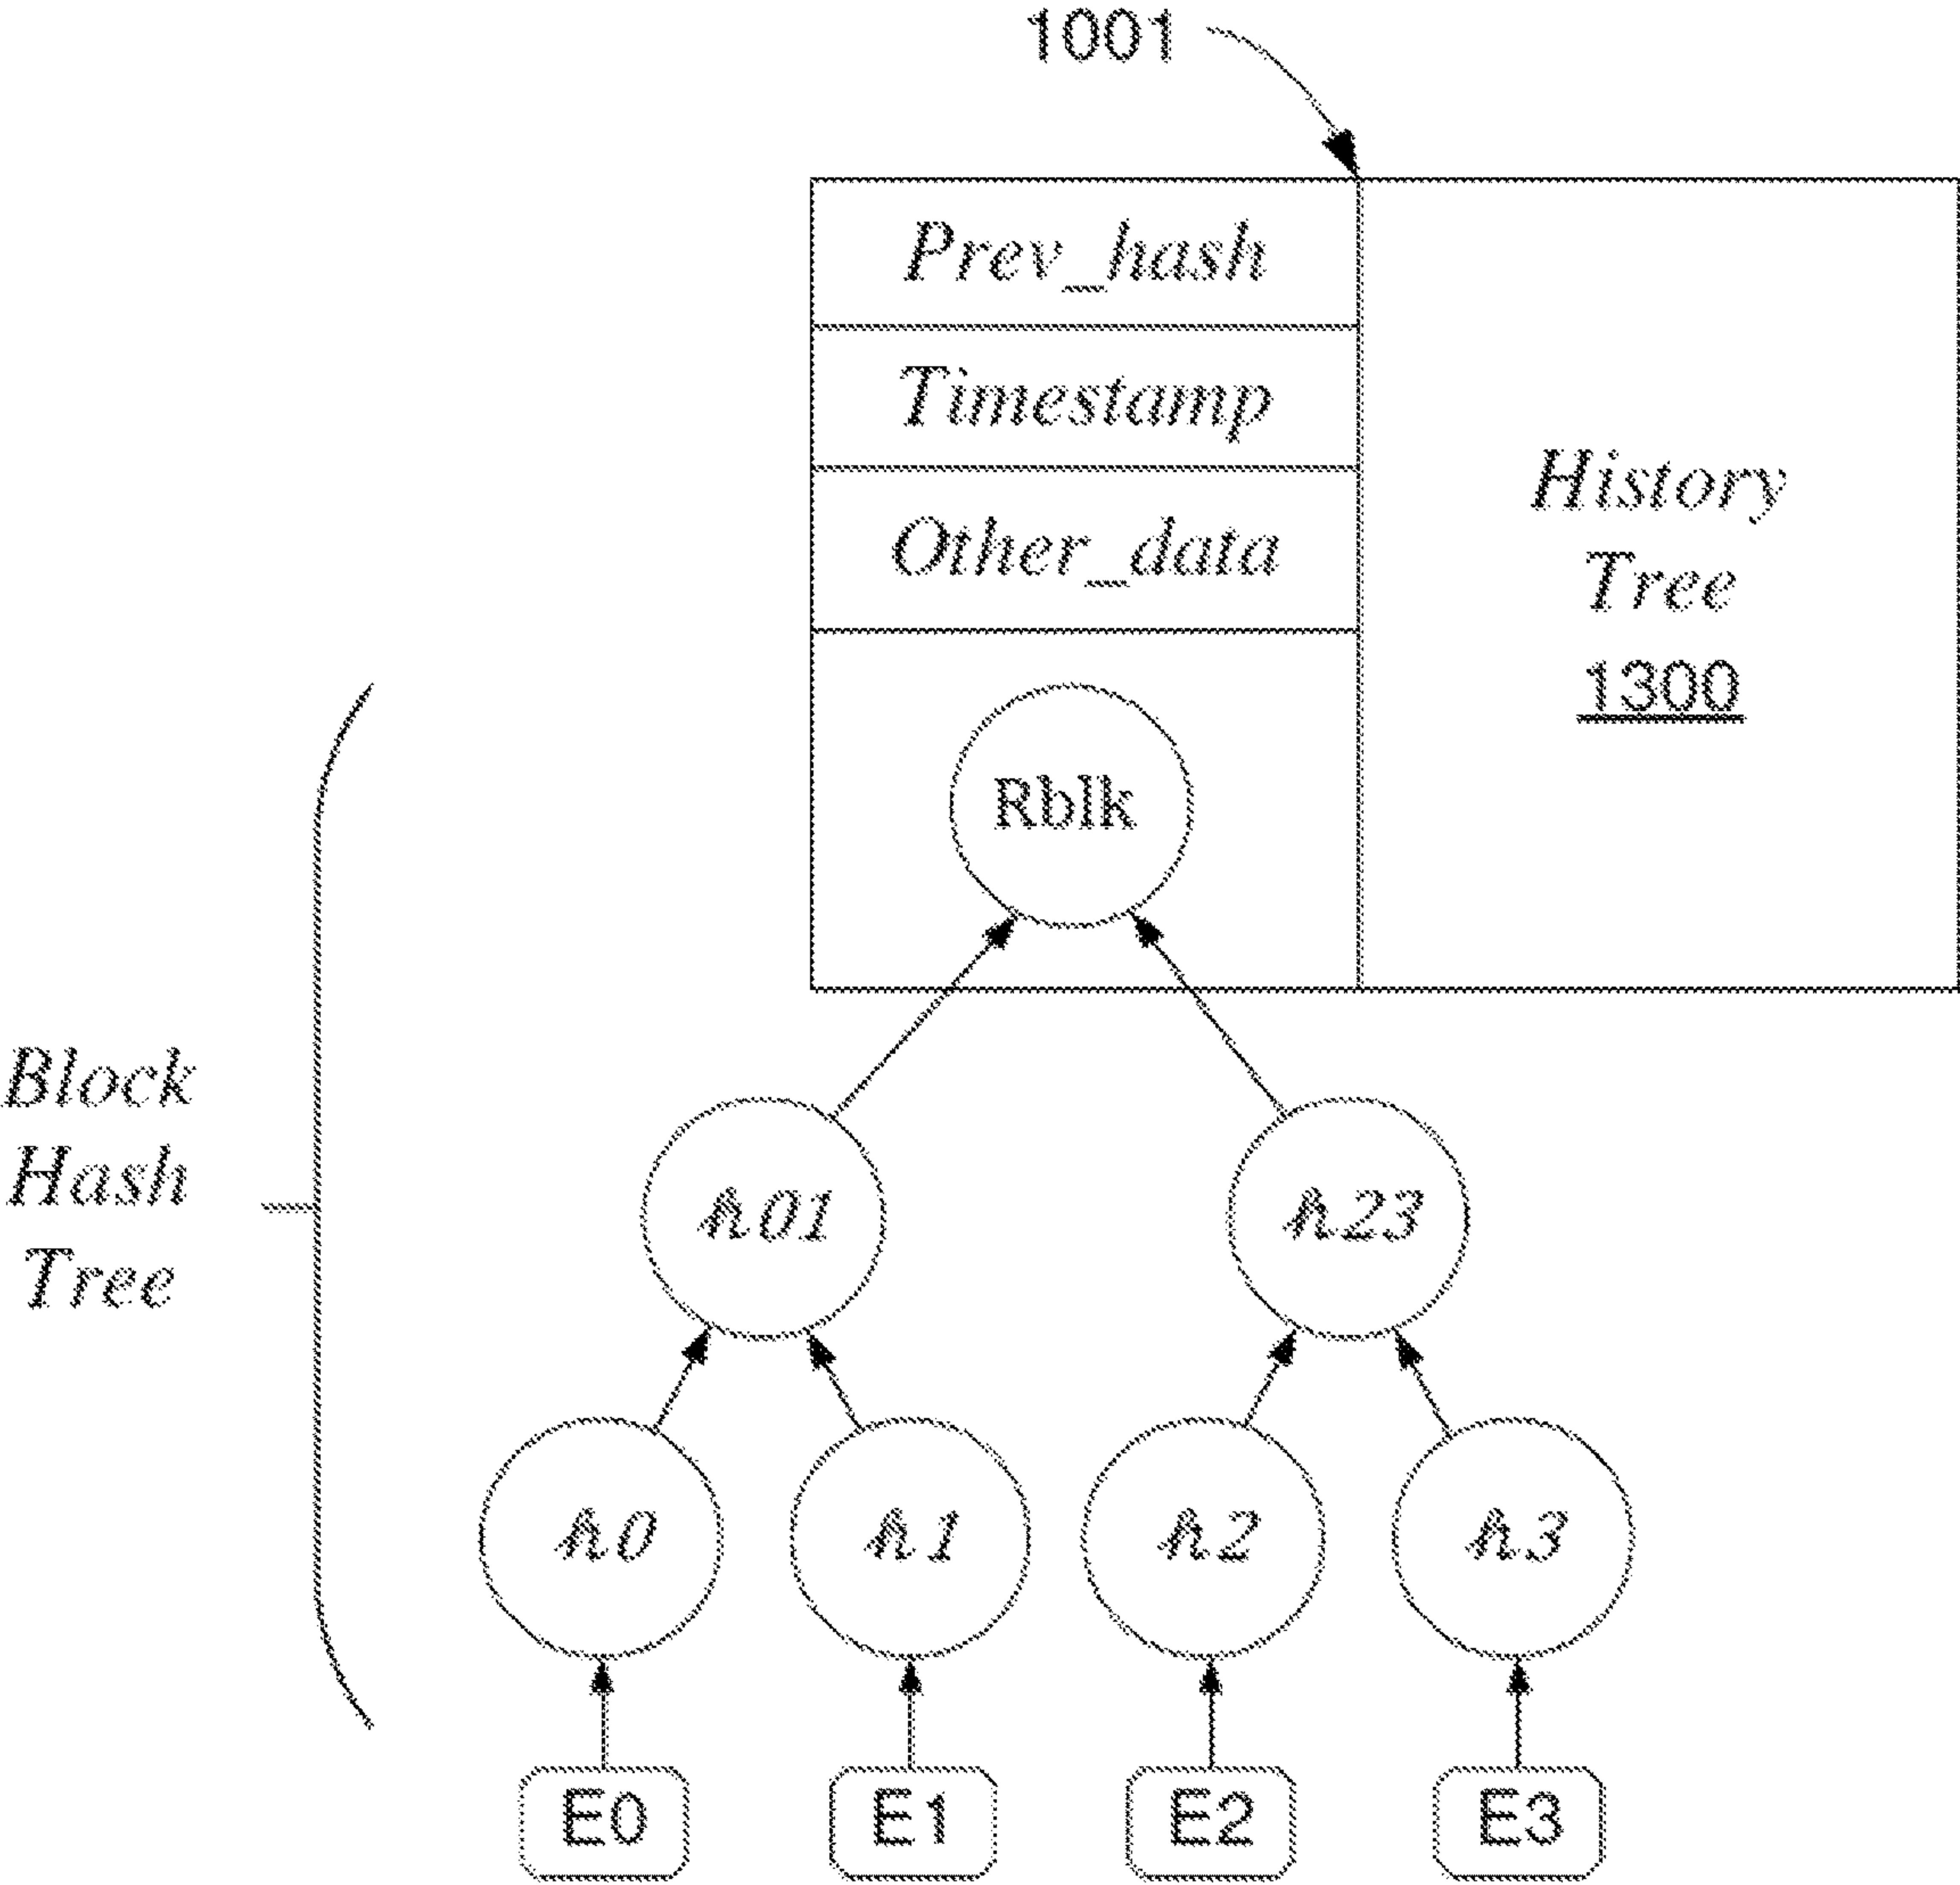 1001
Prev_hash
Timestamp
Other_data
History
Tree
1300
Rblk
Block
Hash
Tree
h01
h23
h0
h1
h2
h3
E0
E1
E2
E3